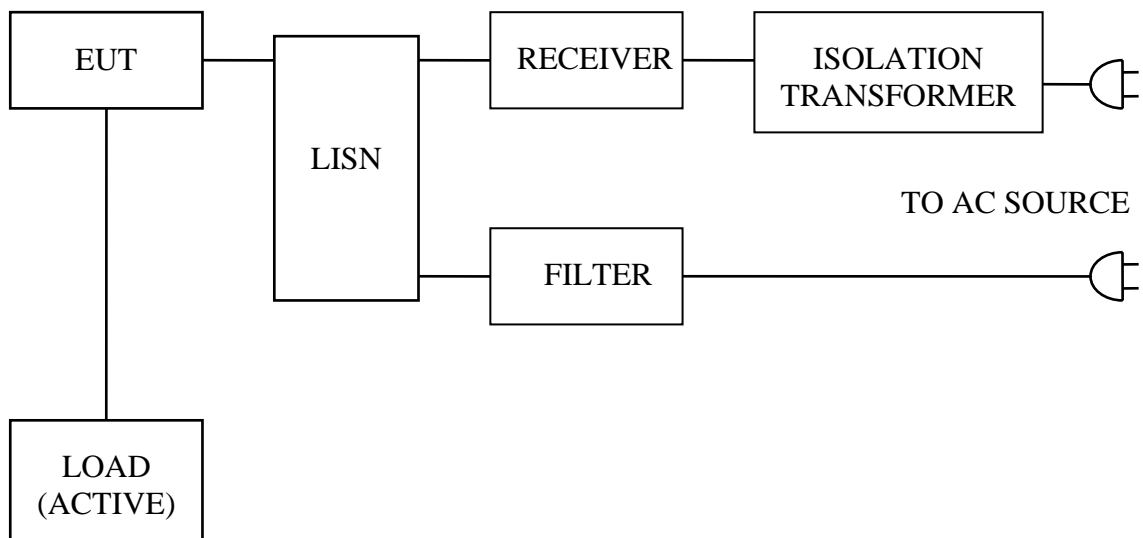 EUT
RECEIVER
ISOLATION
TRANSFORMER
LISN
TO AC SOURCE
FILTER
LOAD
(ACTIVE)